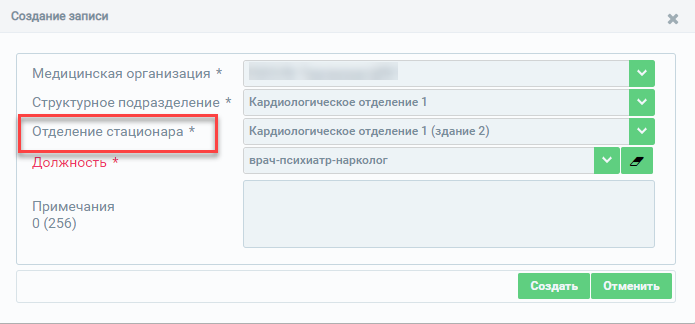 Создание записи
Медицинская организация *
Структурное подразделение * Кардиологическое отделение 1
Отделение стационара * Кардиологическое отделение 1 (здание 2)
Должность * врач-психиатр-нарколог
Примечания
0 (256)
Создать Отменить